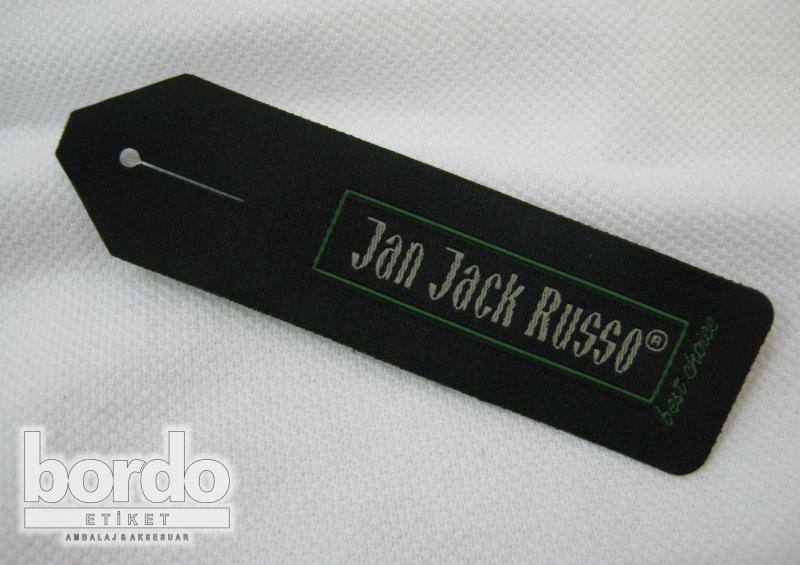 Jan Jack Russo®
best choice
bordo
ETİKET
AMBALAJ & AKSESUAR